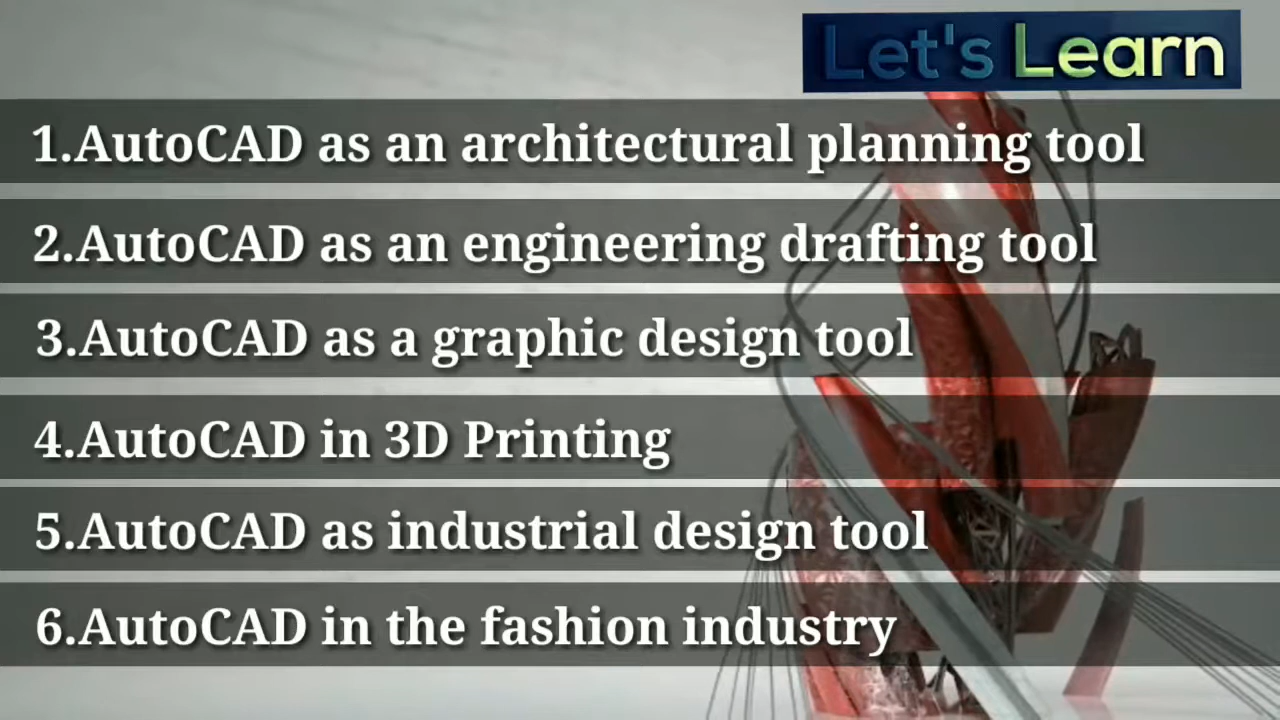 Let's Learn
1.AutoCAD as an architectural planning tool
2.AutoCAD as an engineering drafting tool
3.AutoCAD as a graphic design tool
4.AutoCAD in 3D Printing
5.AutoCAD as industrial design tool
6.AutoCAD in the fashion industry